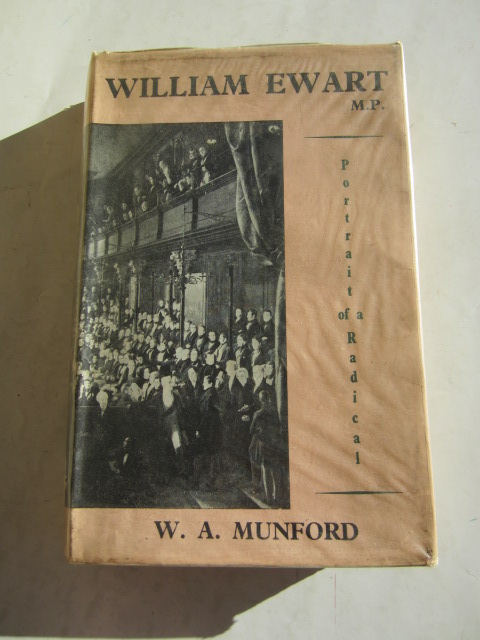 WILLIAM EWART
M.P.
Portrait
of a
Radical
W. A. MUNFORD